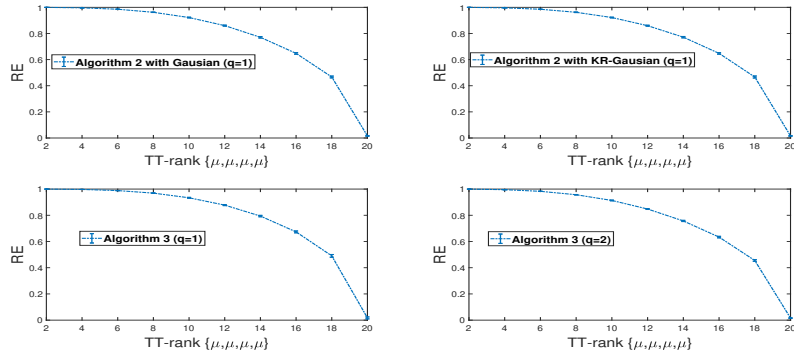 1
0.8
0.6
0.4
0.2
0
RE
Algorithm 2 with Gausian (q=1)
2 4 6 8 10 12 14 16 18 20
TT-rank {μ,μ,μ,μ}
1
0.8
0.6
0.4
0.2
0
RE
Algorithm 2 with KR-Gausian (q=1)
2 4 6 8 10 12 14 16 18 20
TT-rank {μ,μ,μ,μ}
1
0.8
0.6
0.4
0.2
0
RE
Algorithm 3 (q=1)
2 4 6 8 10 12 14 16 18 20
TT-rank {μ,μ,μ,μ}
1
0.8
0.6
0.4
0.2
0
RE
Algorithm 3 (q=2)
2 4 6 8 10 12 14 16 18 20
TT-rank {μ,μ,μ,μ}